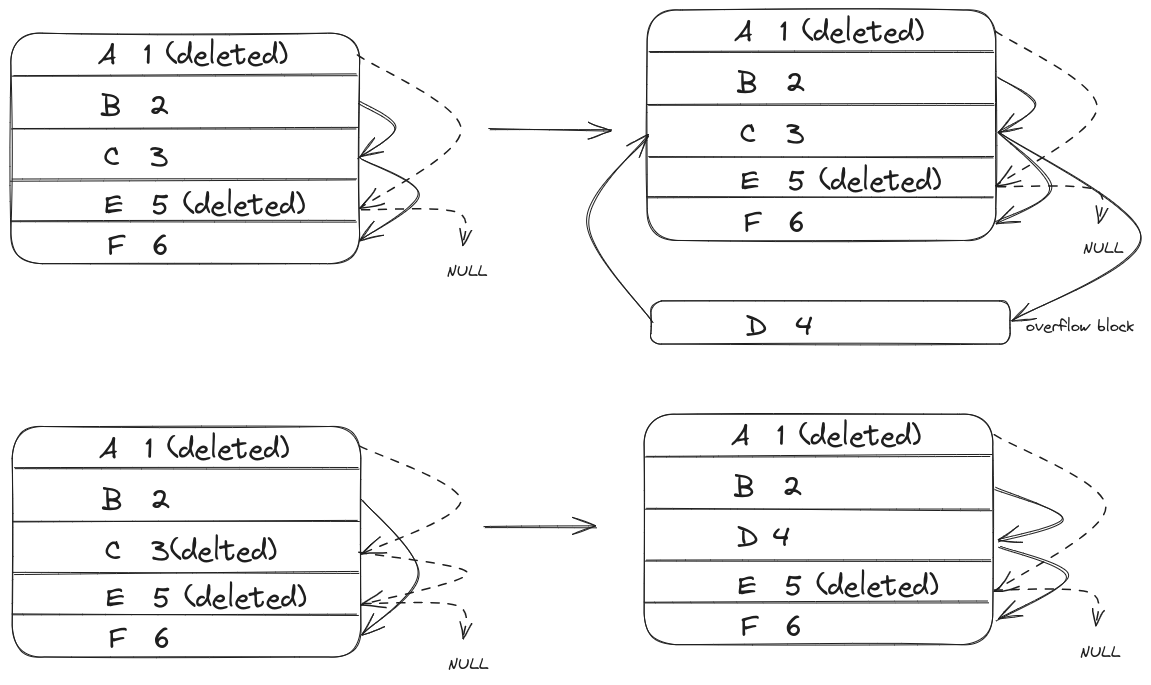 A 1 (deleted)
B 2
C 3
E 5 (deleted)
F 6
NULL
A 1 (deleted)
B 2
C 3
E 5 (deleted)
F 6
NULL
D 4
overflow block
A 1 (deleted)
B 2
C 3(delted)
E 5 (deleted)
F 6
NULL
A 1 (deleted)
B 2
D 4
E 5 (deleted)
F 6
NULL